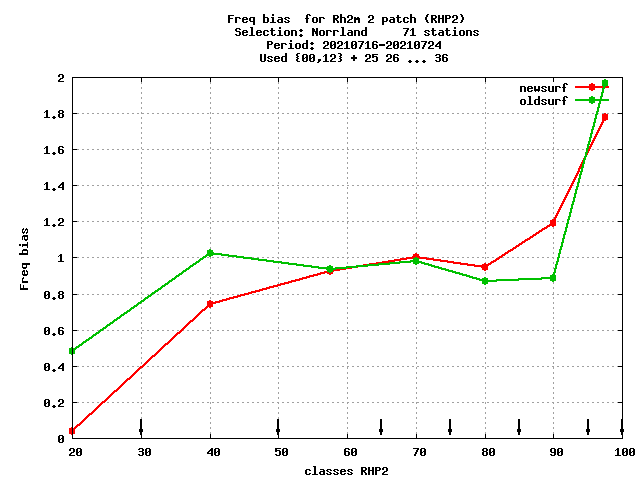 Freq bias  for Rh2m 2 patch (RHP2)
Selection: Norrland     71 stations
Period: 20210716-20210724
Used {00,12} + 25 26 ... 36
newsurf
oldsurf
2
1.8
1.6
1.4
1.2
1
0.8
0.6
0.4
0.2
0
Freq bias
20 30 40 50 60 70 80 90 100
classes RHP2